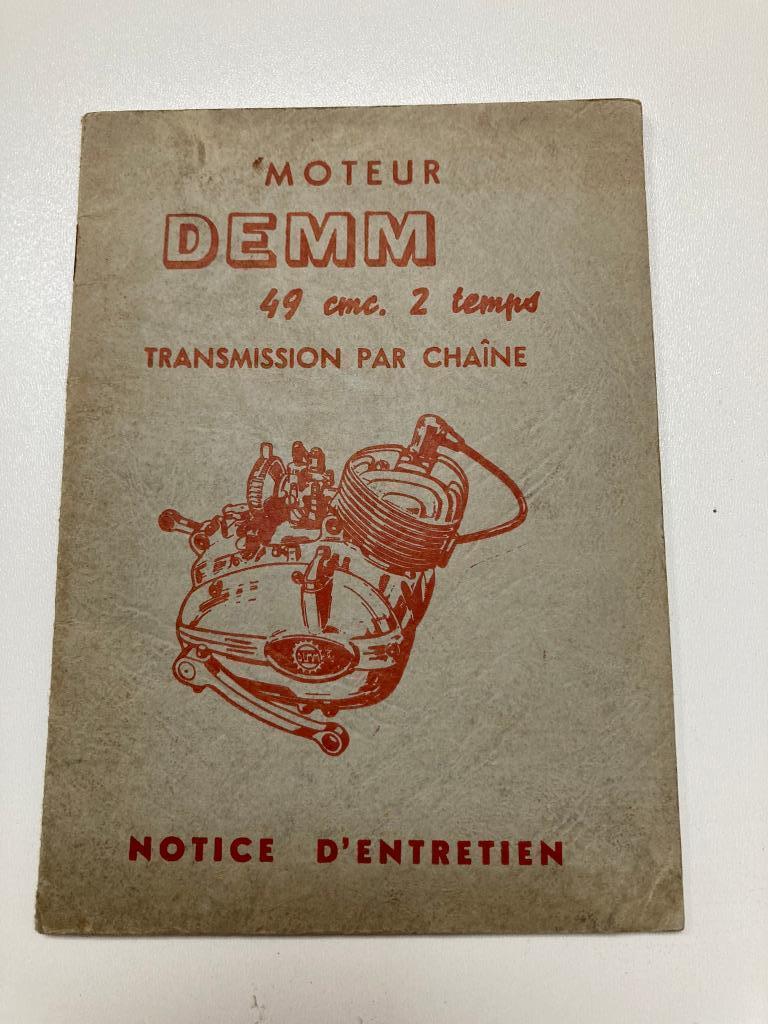 MOTEUR
DEMM
49 cmc. 2 temps
TRANSMISSION PAR CHAÎNE
NOTICE D'ENTRETIEN